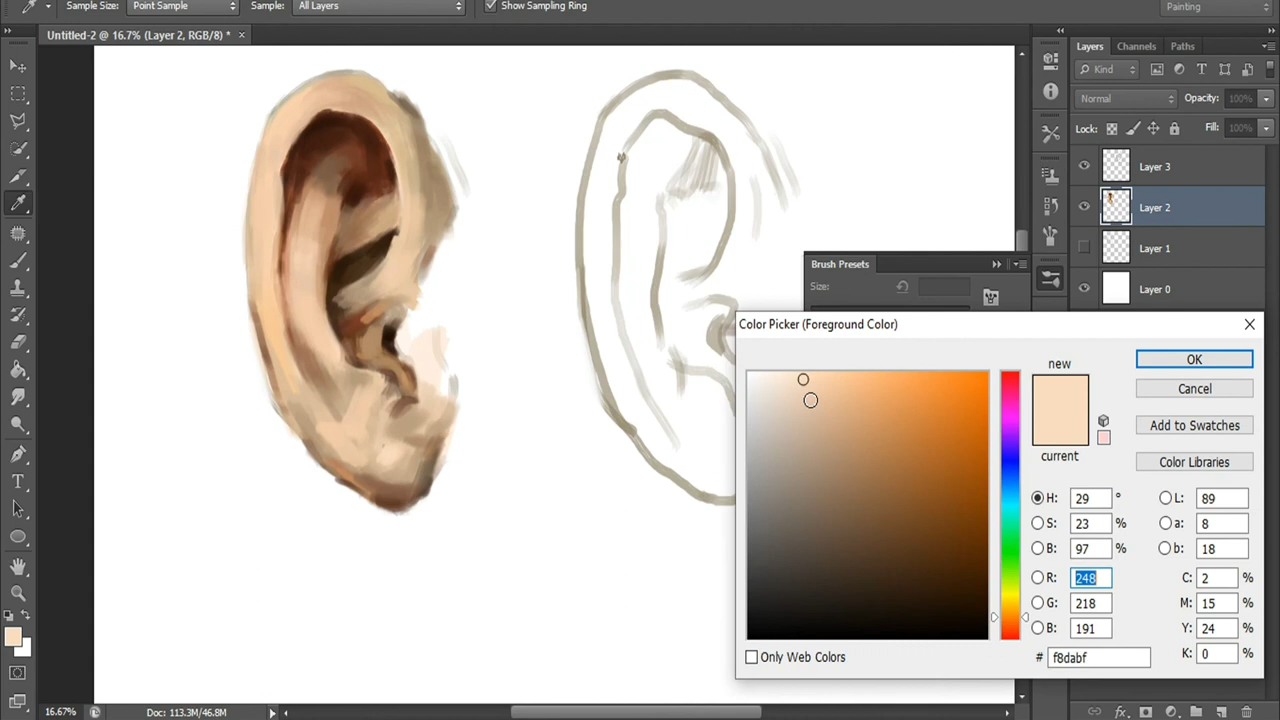 Sample Size: Point Sample Sample: All Layers Show Sampling Ring Painting
Untitled-2 @ 16.7% (Layer 2, RGB/8) * ×
Layers Channels Paths
Kind
Normal Opacity: 100%
Lock: Fill: 100%
Layer 3
Layer 2
Layer 1
Layer 0
Brush Presets
Size:
Color Picker (Foreground Color)
new
current
OK
Cancel
Add to Swatches
Color Libraries
H: 29 ° L: 89
S: 23 % a: 8
B: 97 % b: 18
R: 248 C: 2 %
G: 218 M: 15 %
B: 191 Y: 24 %
# f8dabf K: 0 %
Only Web Colors
16.67% Doc: 113.3M/46.8M